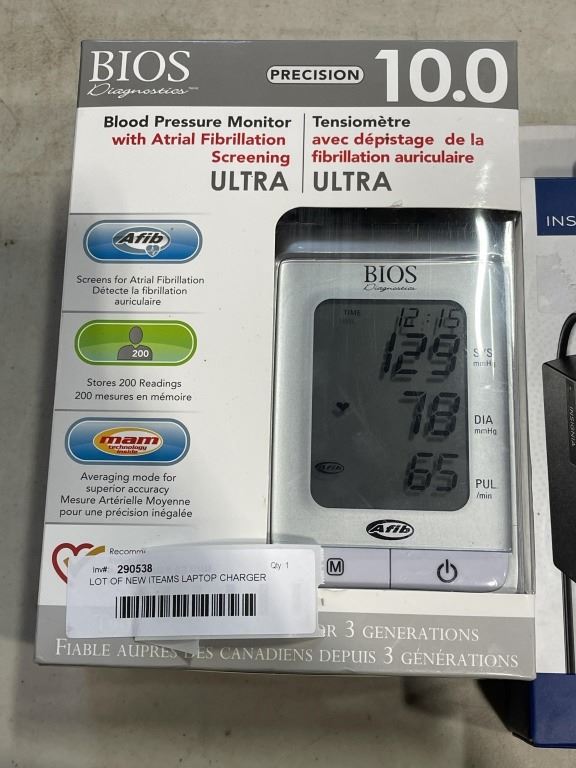 BIOS
Diagnostics
PRECISION 10.0
Blood Pressure Monitor
with Atrial Fibrillation
Screening
ULTRA
Tensiomètre
avec dépistage de la
fibrillation auriculaire
ULTRA
Afib
Screens for Atrial Fibrillation
Détecte la fibrillation
auriculaire
200
Stores 200 Readings
200 mesures en mémoire
mam
technology
inside
Averaging mode for
superior accuracy
Mesure Artérielle Moyenne
pour une précision inégalée
BIOS
Diagnostics
TIME 12:15
129 SYS
mmHg
78 DIA
mmHg
Afib 65 PUL
/min
Afib
M
Inv#: 290538 Qty: 1
LOT OF NEW ITEAMS LAPTOP CHARGER
3 GENERATIONS
FIABLE AUPRÈS DES CANADIENS DEPUIS 3 GÉNÉRATIONS
INS
INSIGNIA